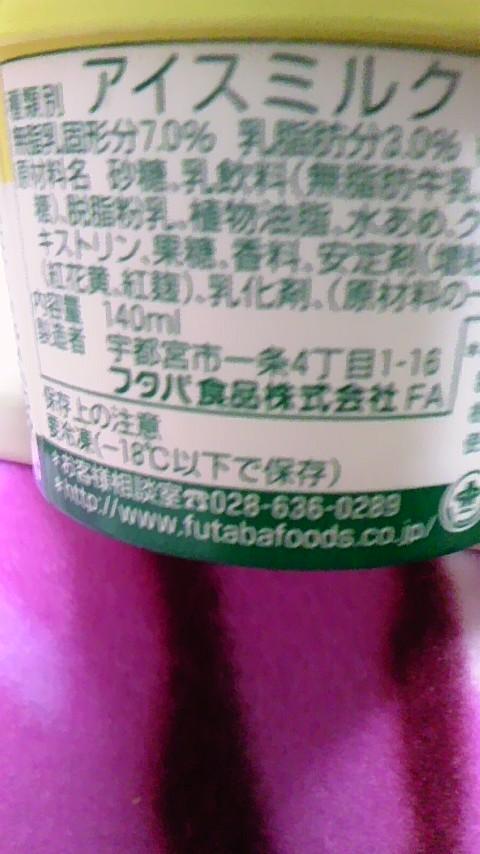 種類別 アイスミルク
無脂乳固形分7.0% 乳脂肪分3.0%
原材料名 砂糖、乳飲料(無脂肪牛乳、
糖)、脱脂粉乳、植物油脂、水あめ、
キストリン、果糖、香料、安定剤(増粘
(紅花黄、紅麹)、乳化剤、(原材料の一
内容量 140ml
製造者 宇都宮市一条4丁目1-16
フタバ食品株式会社 FA
保存上の注意
要冷凍(−18℃以下で保存)
*お客様相談室☎028-636-0289
*http://www.futabafoods.co.jp/